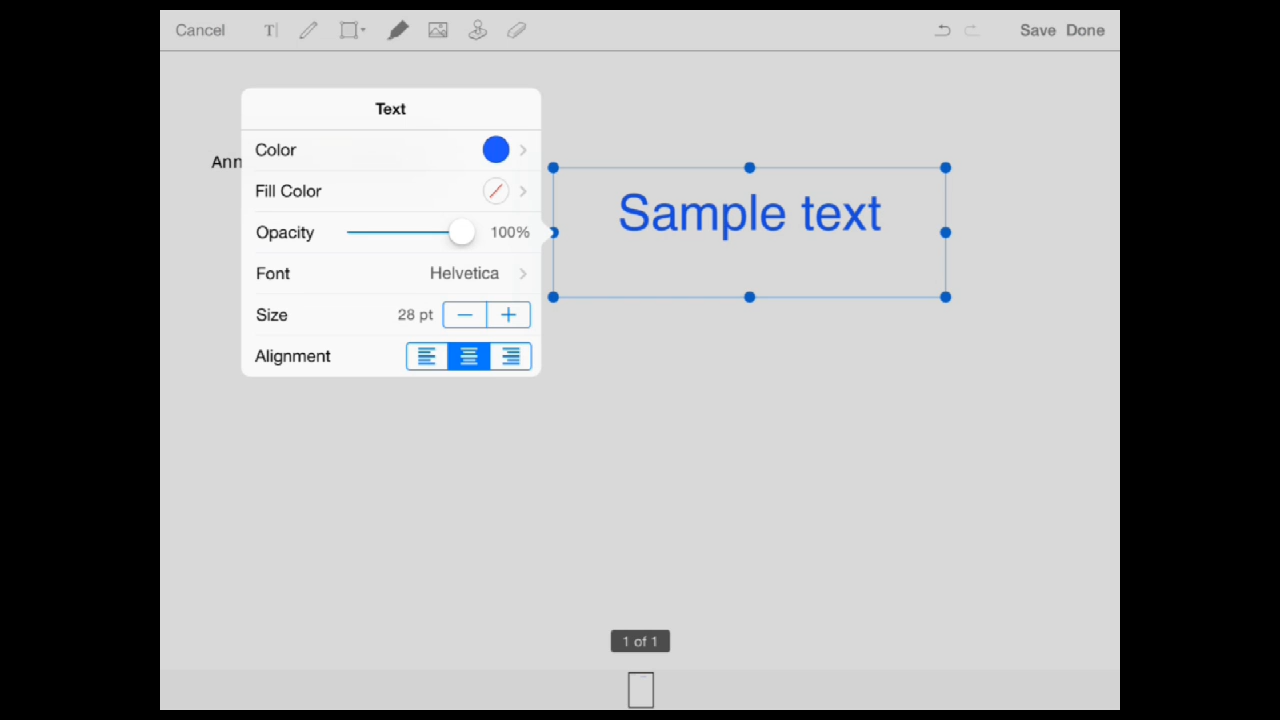 Cancel T Save Done
Text
Color
Ann
Fill Color
Sample text
Opacity 100%
Font Helvetica
Size 28 pt
Alignment
1 of 1